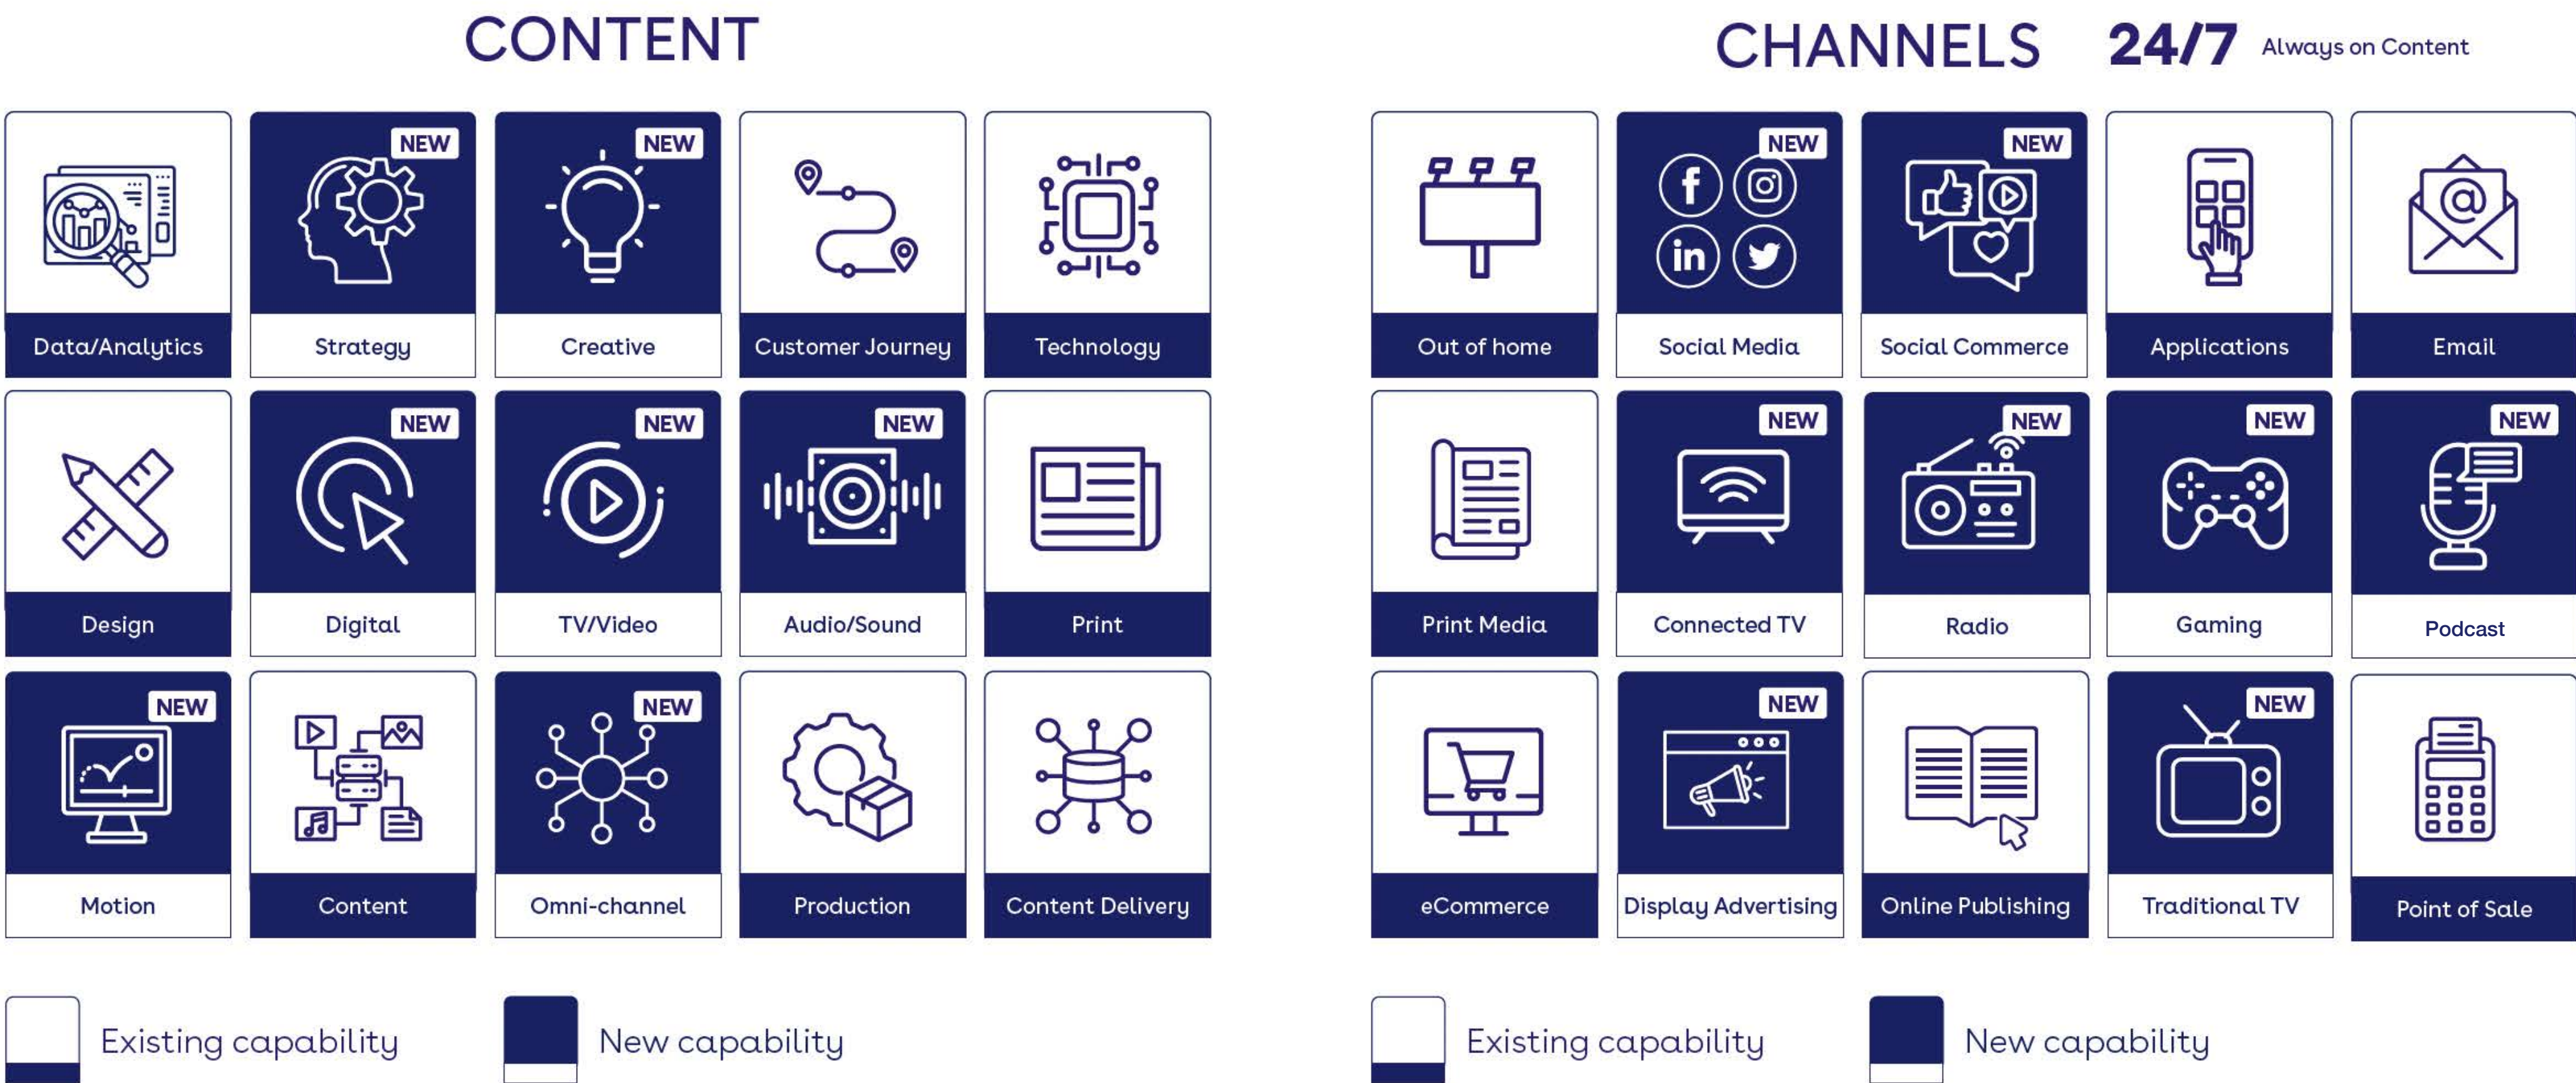 CONTENT
NEW
NEW
Data/Analytics
Strategy
Creative
Customer Journey
Technology
NEW
NEW
NEW
Design
Digital
TV/Video
Audio/Sound
Print
NEW
NEW
Motion
Content
Omni-channel
Production
Content Delivery
Existing capability
New capability
CHANNELS
24/7 Always on Content
NEW
NEW
f
in
@
Out of home
Social Media
Social Commerce
Applications
Email
NEW
NEW
NEW
NEW
Print Media
Connected TV
Radio
Gaming
Podcast
NEW
NEW
eCommerce
Display Advertising
Online Publishing
Traditional TV
Point of Sale
Existing capability
New capability